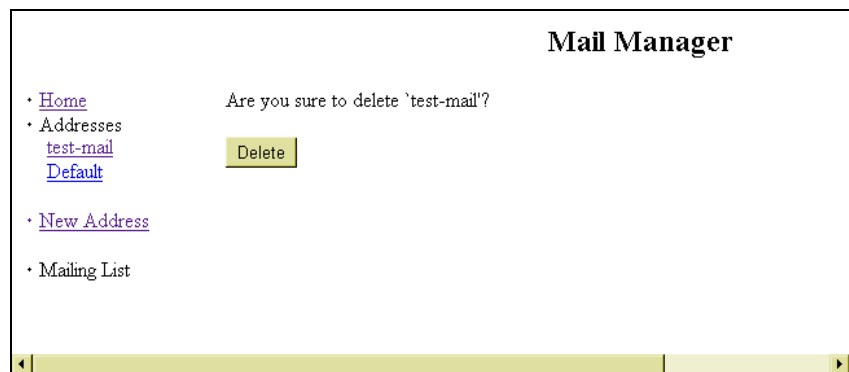 Mail Manager
Home
Addresses
test-mail
Default
New Address
Mailing List
Are you sure to delete `test-mail'?
Delete